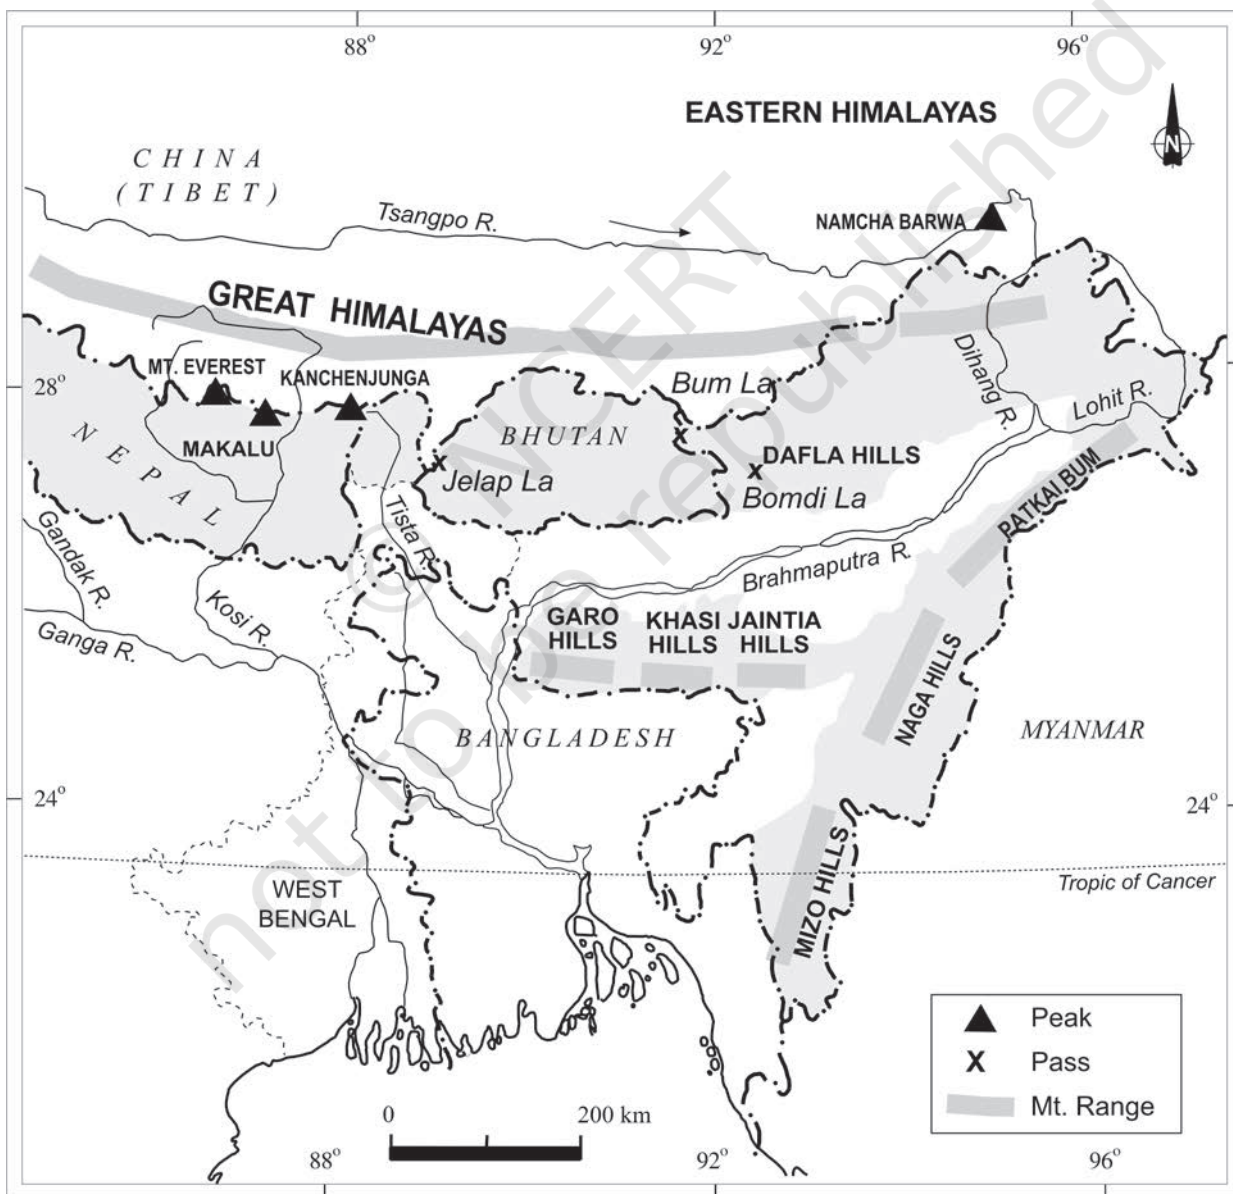 88°
92°
96°
EASTERN HIMALAYAS
N
CHINA
(TIBET)
Tsangpo R.
NAMCHA BARWA
GREAT HIMALAYAS
MT. EVEREST
KANCHENJUNGA
28°
MAKALU
NEPAL
BHUTAN
Bum La
Jelap La
DAFLA HILLS
Bomdi La
Dihang R.
Lohit R.
PATKAI BUM
Tista R.
Brahmaputra R.
Gandak R.
Kosi R.
Ganga R.
GARO
HILLS
KHASI
HILLS
JAINTIA
HILLS
NAGA HILLS
BANGLADESH
MYANMAR
24°
24°
MIZO HILLS
Tropic of Cancer
WEST
BENGAL
Peak
X Pass
Mt. Range
0
200 km
88°
92°
96°
© NCERT
not to be republished